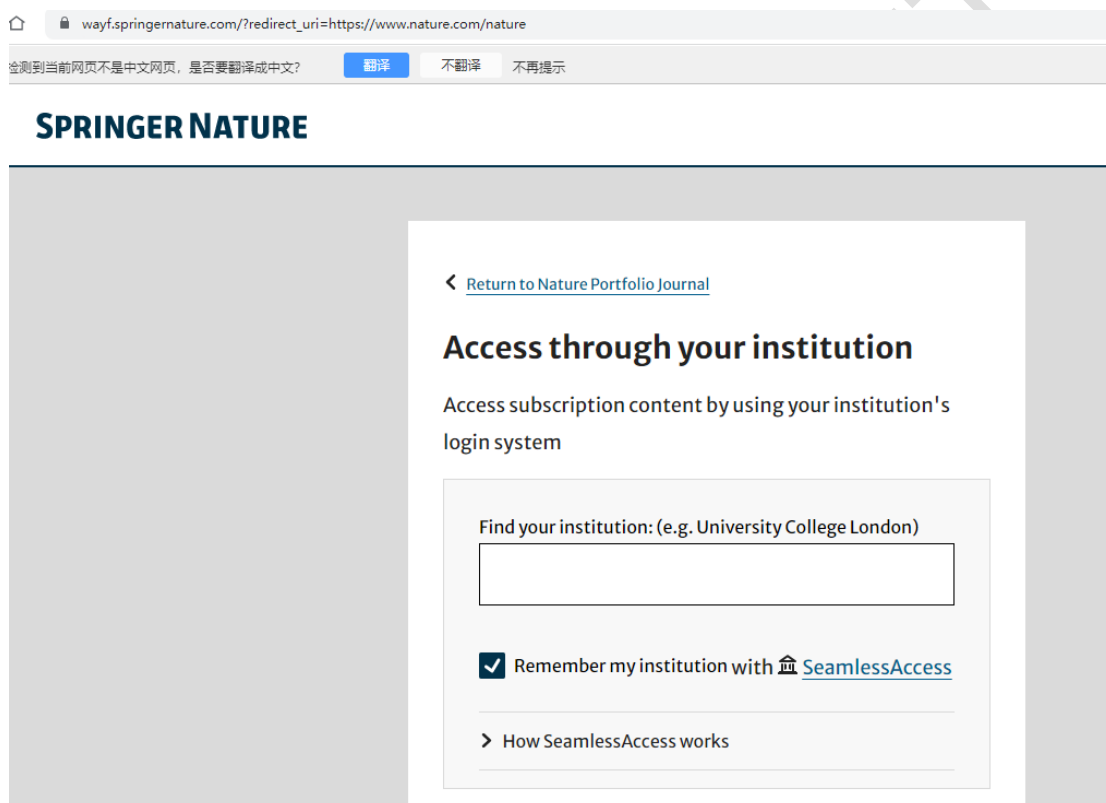 wayf.springernature.com/?redirect_uri=https://www.nature.com/nature
检测到当前网页不是中文网页，是否要翻译成中文? 翻译 不翻译 不再提示
SPRINGER NATURE
Return to Nature Portfolio Journal
Access through your institution
Access subscription content by using your institution's
login system
Find your institution: (e.g. University College London)
Remember my institution with SeamlessAccess
How SeamlessAccess works